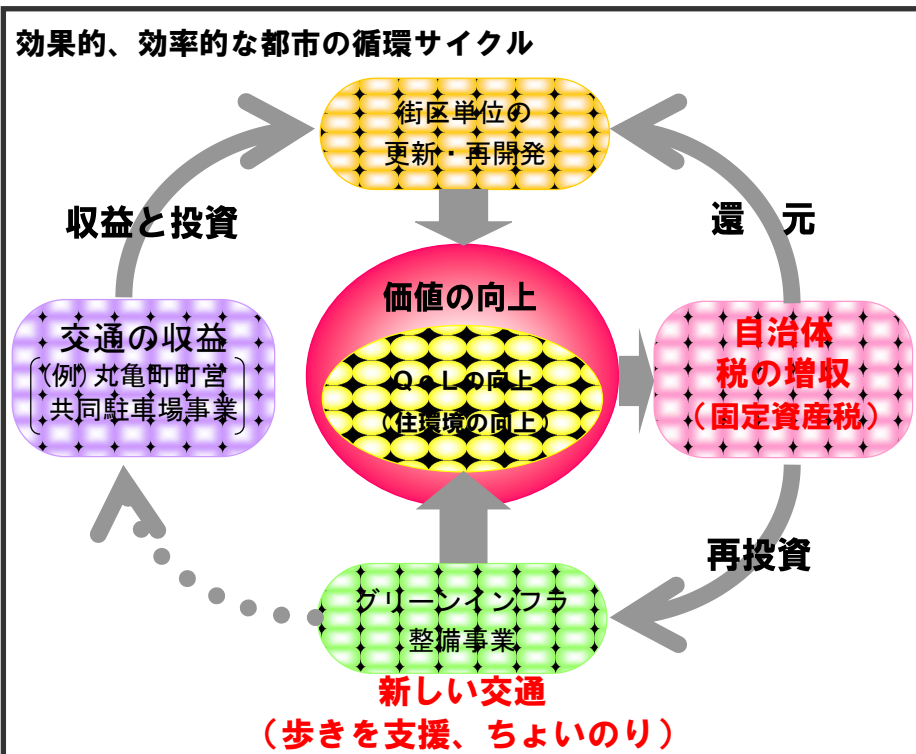 効果的、効率的な都市の循環サイクル
街区単位の
更新・再開発
収益と投資
還　元
価値の向上
QoLの向上
（住環境の向上）
交通の収益
(例) 丸亀町町営
共同駐車場事業
自治体
税の増収
（固定資産税）
再投資
グリーンインフラ
整備事業
新しい交通
（歩きを支援、ちょいのり）